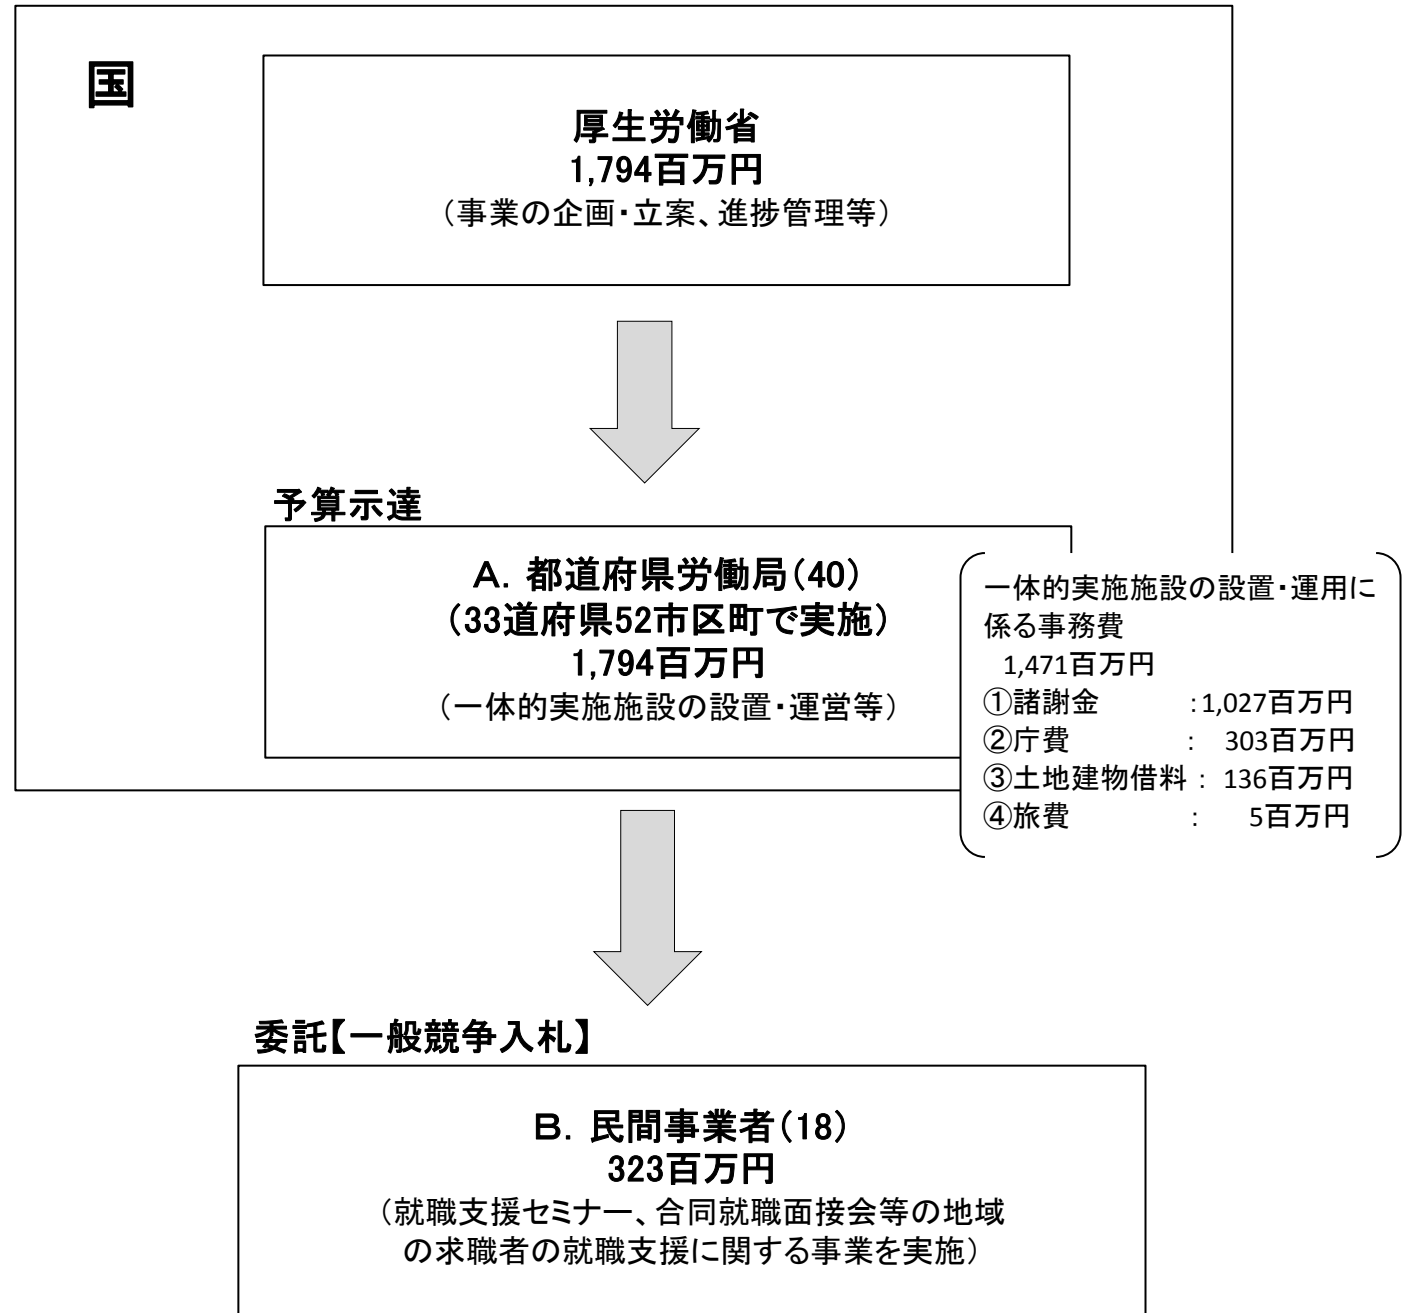 国
厚生労働省
1,794百万円
（事業の企画・立案、進捗管理等）
予算示達
A．都道府県労働局（40）
（33道府県52市区町で実施）
1,794百万円
（一体的実施施設の設置・運営等）
一体的実施施設の設置・運用に
係る事務費
1,471百万円
①諸謝金 ：1,027百万円
②庁費 ： 303百万円
③土地建物借料 ： 136百万円
④旅費 ： 5百万円
委託【一般競争入札】
B．民間事業者（18）
323百万円
（就職支援セミナー、合同就職面接会等の地域
の求職者の就職支援に関する事業を実施）